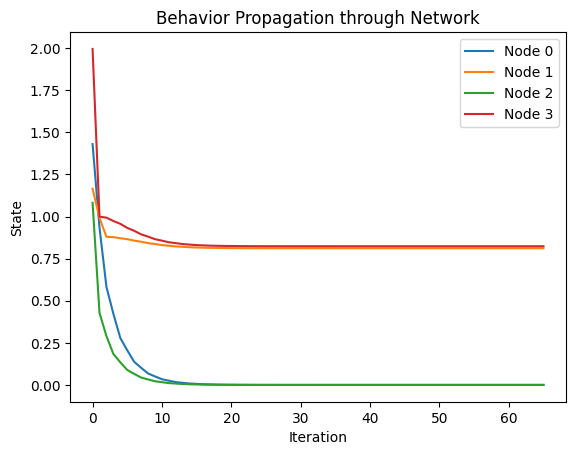 Behavior Propagation through Network
Node 0
Node 1
Node 2
Node 3
2.00
1.75
1.50
1.25
1.00
0.75
0.50
0.25
0.00
State
0 10 20 30 40 50 60
Iteration